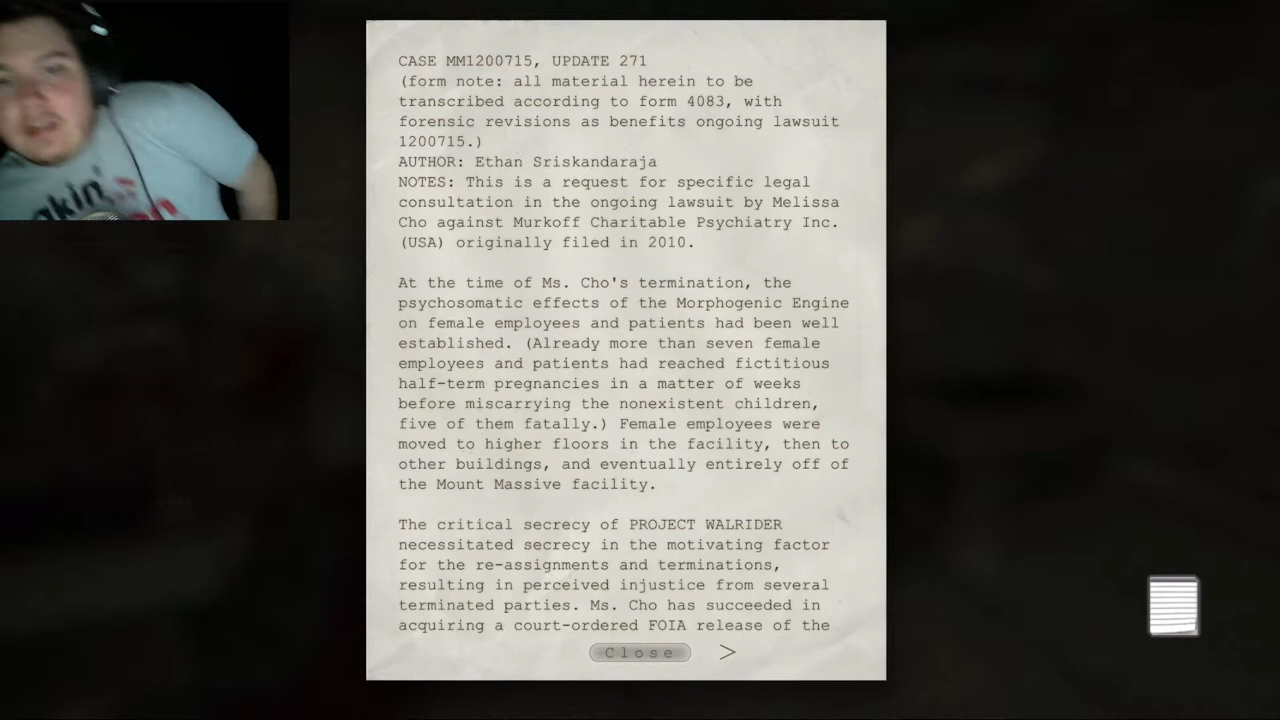 CASE MM1200715, UPDATE 271
(form note: all material herein to be
transcribed according to form 4083, with
forensic revisions as benefits ongoing lawsuit
1200715.)
AUTHOR: Ethan Sriskandaraja
NOTES: This is a request for specific legal
consultation in the ongoing lawsuit by Melissa
Cho against Murkoff Charitable Psychiatry Inc.
(USA) originally filed in 2010.
At the time of Ms. Cho's termination, the
psychosomatic effects of the Morphogenic Engine
on female employees and patients had been well
established. (Already more than seven female
employees and patients had reached fictitious
half-term pregnancies in a matter of weeks
before miscarrying the nonexistent children,
five of them fatally.) Female employees were
moved to higher floors in the facility, then to
other buildings, and eventually entirely off of
the Mount Massive facility.
The critical secrecy of PROJECT WALRIDER
necessitated secrecy in the motivating factor
for the re-assignments and terminations,
resulting in perceived injustice from several
terminated parties. Ms. Cho has succeeded in
acquiring a court-ordered FOIA release of the
Close >